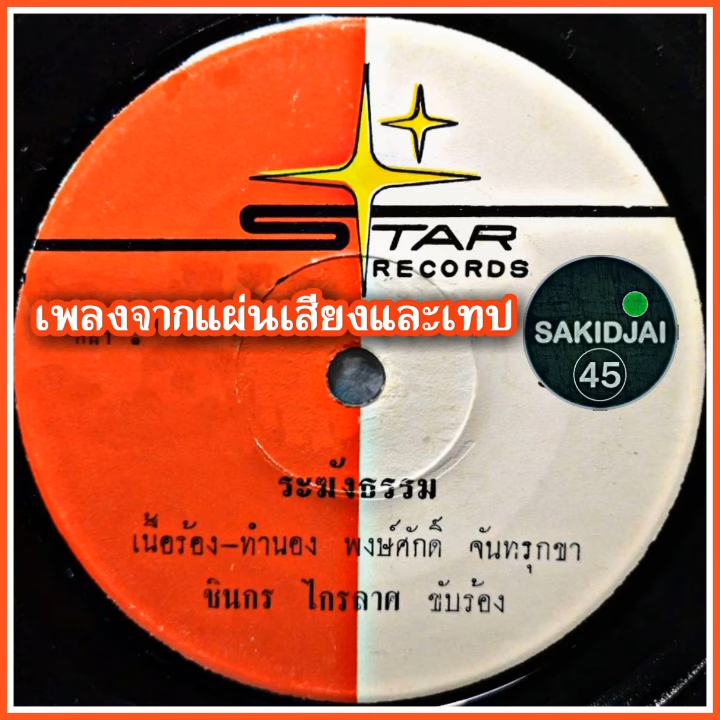 STAR
RECORDS
เพลงจากแผ่นเสียงและเทป
SAKIDJAI
45
ระฆังธรรม
เนื้อร้อง-ทำนอง พงษ์ศักดิ์ จันทรุกขา
ชินกร ไกรลาศ ขับร้อง